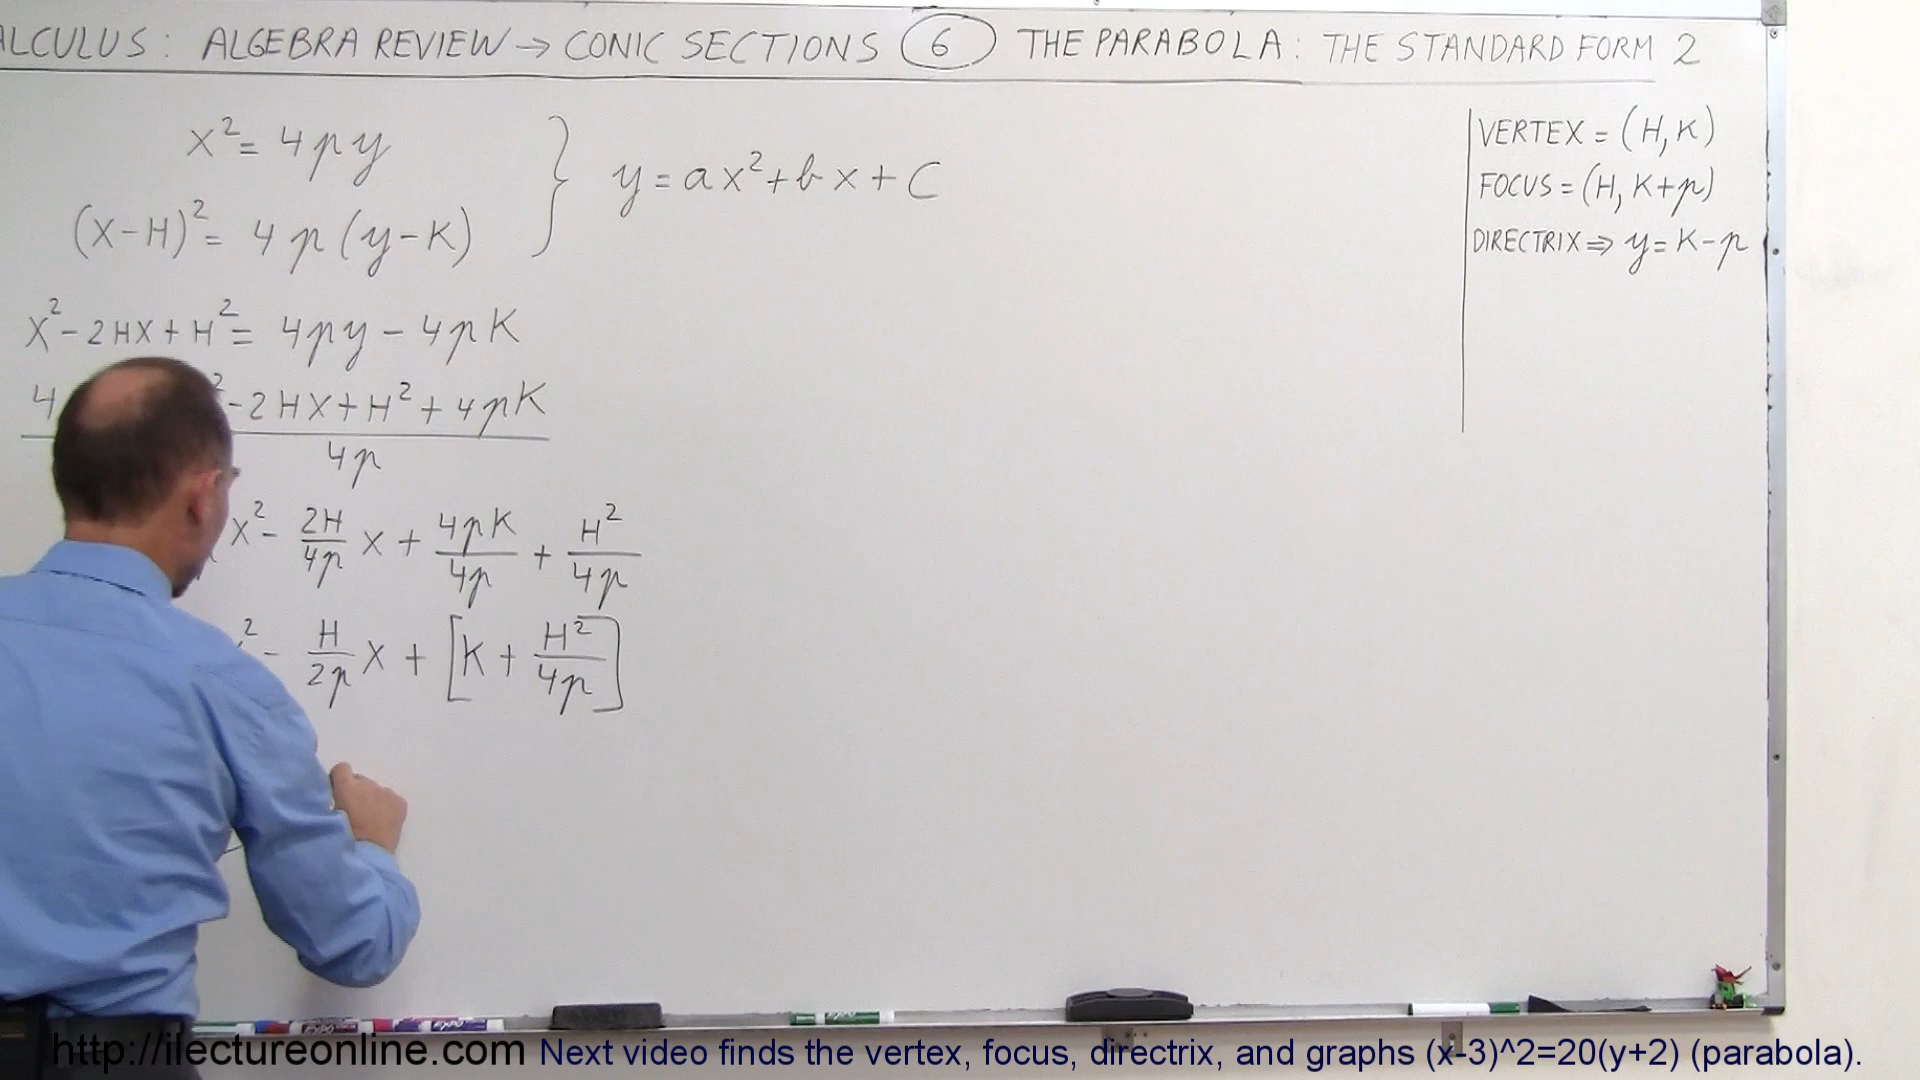 ALCULUS: ALGEBRA REVIEW → CONIC SECTIONS 6 THE PARABOLA: THE STANDARD FORM 2
x² = 4py
(x-H)² = 4p(y-K)
} y = ax² + bx + C
x² - 2HX + H² = 4py - 4pK
4 ² - 2HX + H² + 4pK
4p
x² - 2H/4p x + 4pK/4p + H²/4p
² - H/2p x + [K + H²/4p]
VERTEX = (H, K)
FOCUS = (H, K+p)
DIRECTRIX ⇒ y = K - p
http://ilectureonline.com Next video finds the vertex, focus, directrix, and graphs (x-3)^2=20(y+2) (parabola).